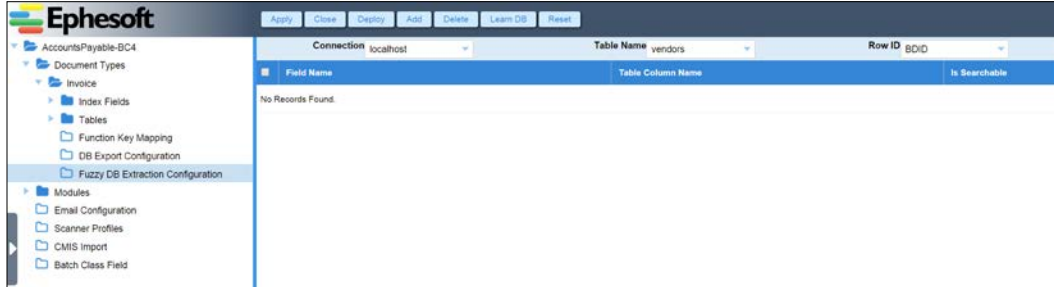 Ephesoft
Apply Close Deploy Add Delete Learn DB Reset
AccountsPayable-BC4
Document Types
Invoice
Index Fields
Tables
Function Key Mapping
DB Export Configuration
Fuzzy DB Extraction Configuration
Modules
Email Configuration
Scanner Profiles
CMIS Import
Batch Class Field
Connection localhost Table Name vendors Row ID BDID
Field Name Table Column Name Is Searchable
No Records Found.